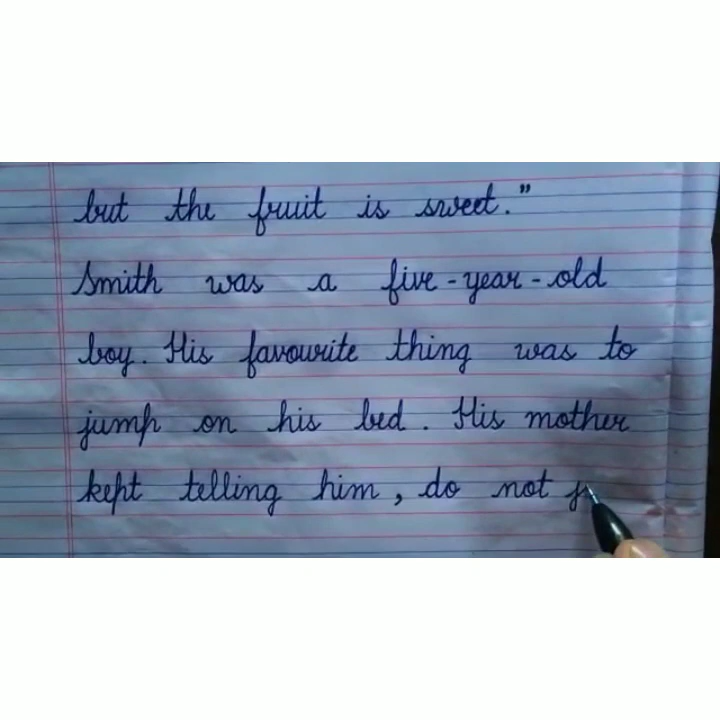 but the fruit is sweet."
Smith was a five-year-old
boy. His favourite thing was to
jump on his bed. His mother
kept telling him, do not j